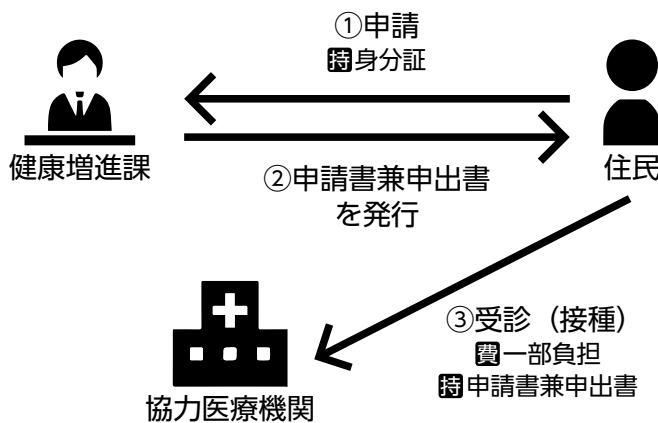 ①申請
持身分証
健康増進課
住民
②申請書兼申出書
を発行
③受診（接種）
費一部負担
持申請書兼申出書
協力医療機関